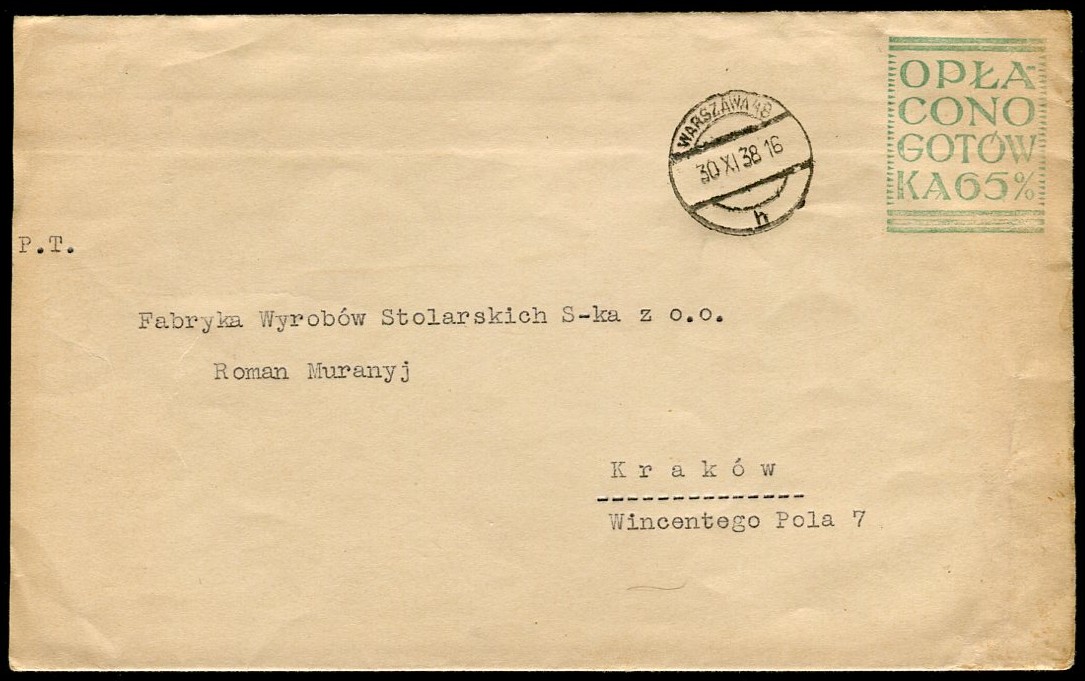 OPŁA-
CONO
GOTÓW
KA 65%
WARSZAWA 48
30 XI 38 16
h
P.T.
Fabryka Wyrobów Stolarskich S-ka z o.o.
Roman Muranyj
Kraków
Wincentego Pola 7